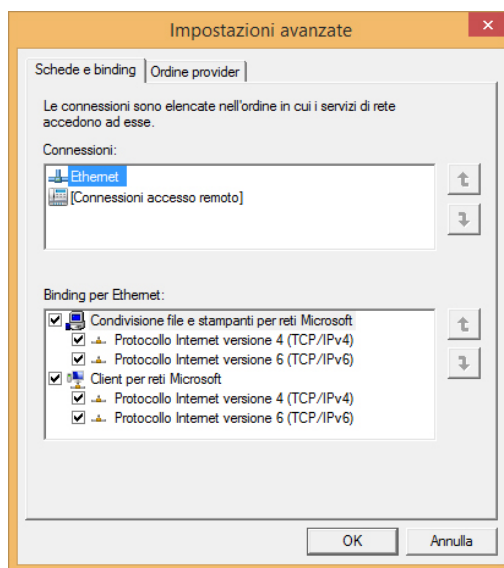 Impostazioni avanzate
Schede e binding
Ordine provider
Le connessioni sono elencate nell'ordine in cui i servizi di rete
accedono ad esse.
Connessioni:
Ethernet
[Connessioni accesso remoto]
Binding per Ethernet:
Condivisione file e stampanti per reti Microsoft
Protocollo Internet versione 4 (TCP/IPv4)
Protocollo Internet versione 6 (TCP/IPv6)
Client per reti Microsoft
Protocollo Internet versione 4 (TCP/IPv4)
Protocollo Internet versione 6 (TCP/IPv6)
OK
Annulla